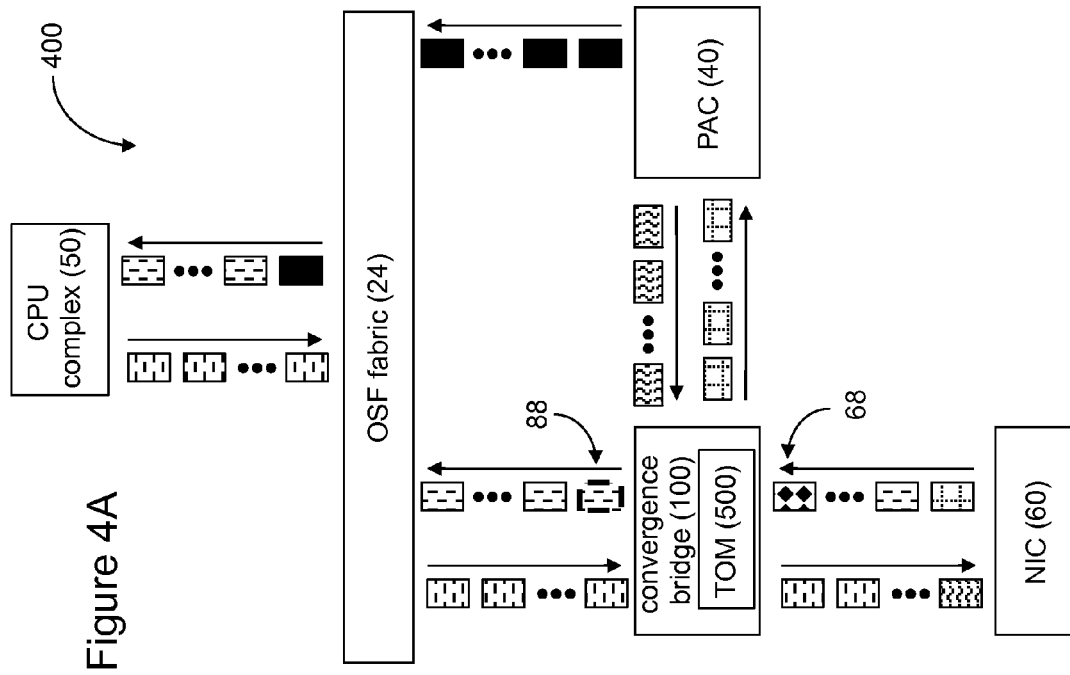 Figure 4A
400
CPU
complex (50)
OSF fabric (24)
88
convergence
bridge (100)
TOM (500)
PAC (40)
68
NIC (60)